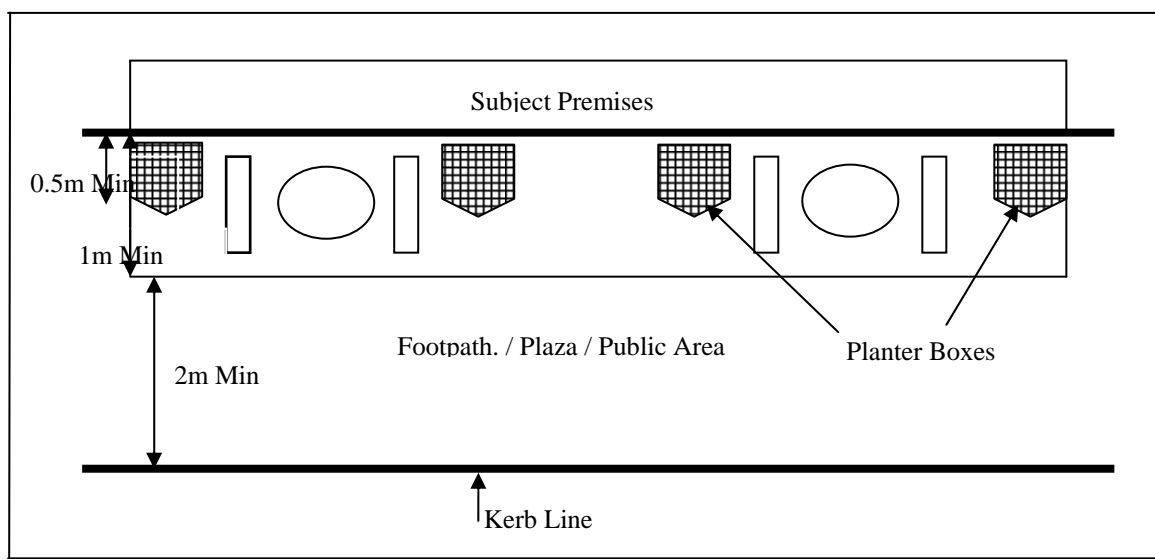 Subject Premises
0.5m Min
1m Min
Footpath. / Plaza / Public Area
Planter Boxes
2m Min
Kerb Line